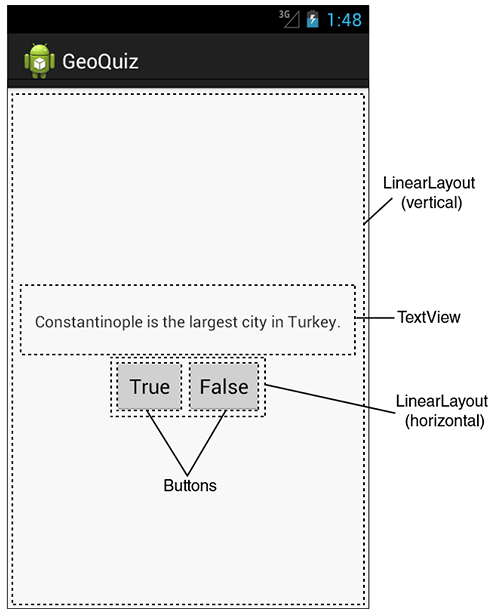 3G 1:48
GeoQuiz
LinearLayout
(vertical)
Constantinople is the largest city in Turkey.
TextView
True False
LinearLayout
(horizontal)
Buttons